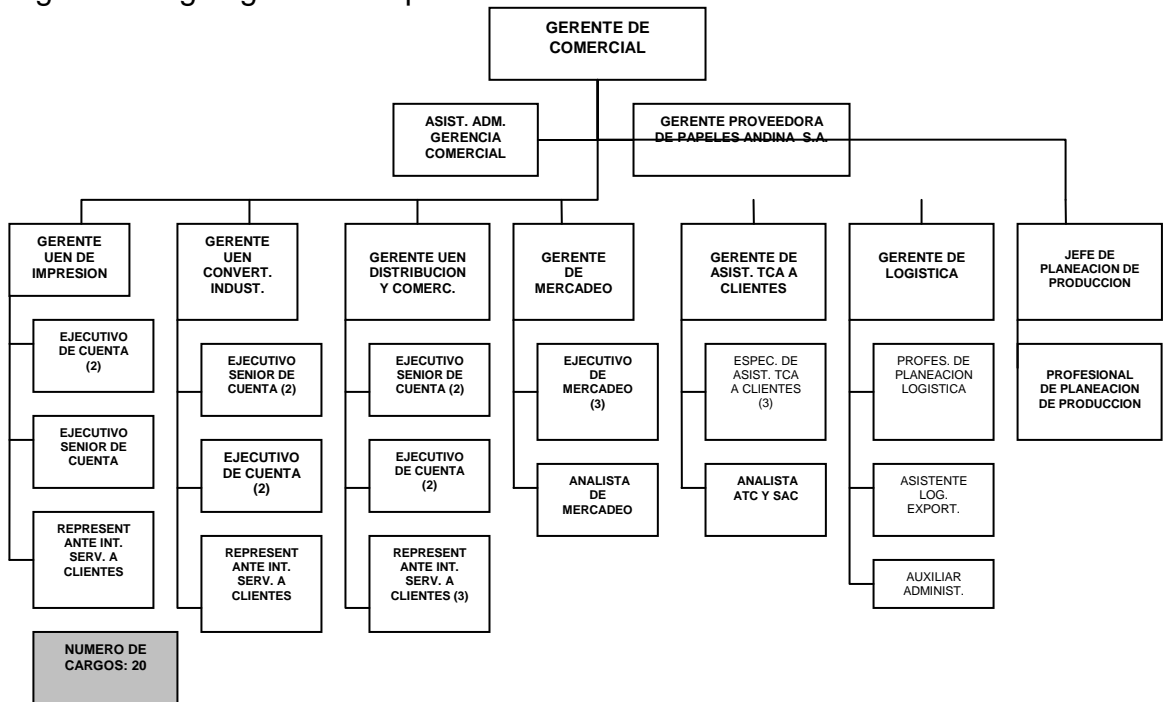 GERENTE DE
COMERCIAL
ASIST. ADM.
GERENCIA
COMERCIAL
GERENTE PROVEEDORA
DE PAPELES ANDINA S.A.
GERENTE
UEN DE
IMPRESION
GERENTE
UEN
CONVERT.
INDUST.
GERENTE UEN
DISTRIBUCION
Y COMERC.
GERENTE
DE
MERCADEO
GERENTE DE
ASIST. TCA A
CLIENTES
GERENTE DE
LOGISTICA
JEFE DE
PLANEACION DE
PRODUCCION
EJECUTIVO
DE CUENTA
(2)
EJECUTIVO
SENIOR DE
CUENTA
REPRESENT
ANTE INT.
SERV. A
CLIENTES
EJECUTIVO
SENIOR DE
CUENTA (2)
EJECUTIVO
DE CUENTA
(2)
REPRESENT
ANTE INT.
SERV. A
CLIENTES
EJECUTIVO
SENIOR DE
CUENTA (2)
EJECUTIVO
DE CUENTA
(2)
REPRESENT
ANTE INT.
SERV. A
CLIENTES (3)
EJECUTIVO
DE
MERCADEO
(3)
ANALISTA
DE
MERCADEO
ESPEC. DE
ASIST. TCA
A CLIENTES
(3)
ANALISTA
ATC Y SAC
PROFES. DE
PLANEACION
LOGISTICA
ASISTENTE
LOG.
EXPORT.
AUXILIAR
ADMINIST.
PROFESIONAL
DE PLANEACION
DE PRODUCCION
NUMERO DE
CARGOS: 20